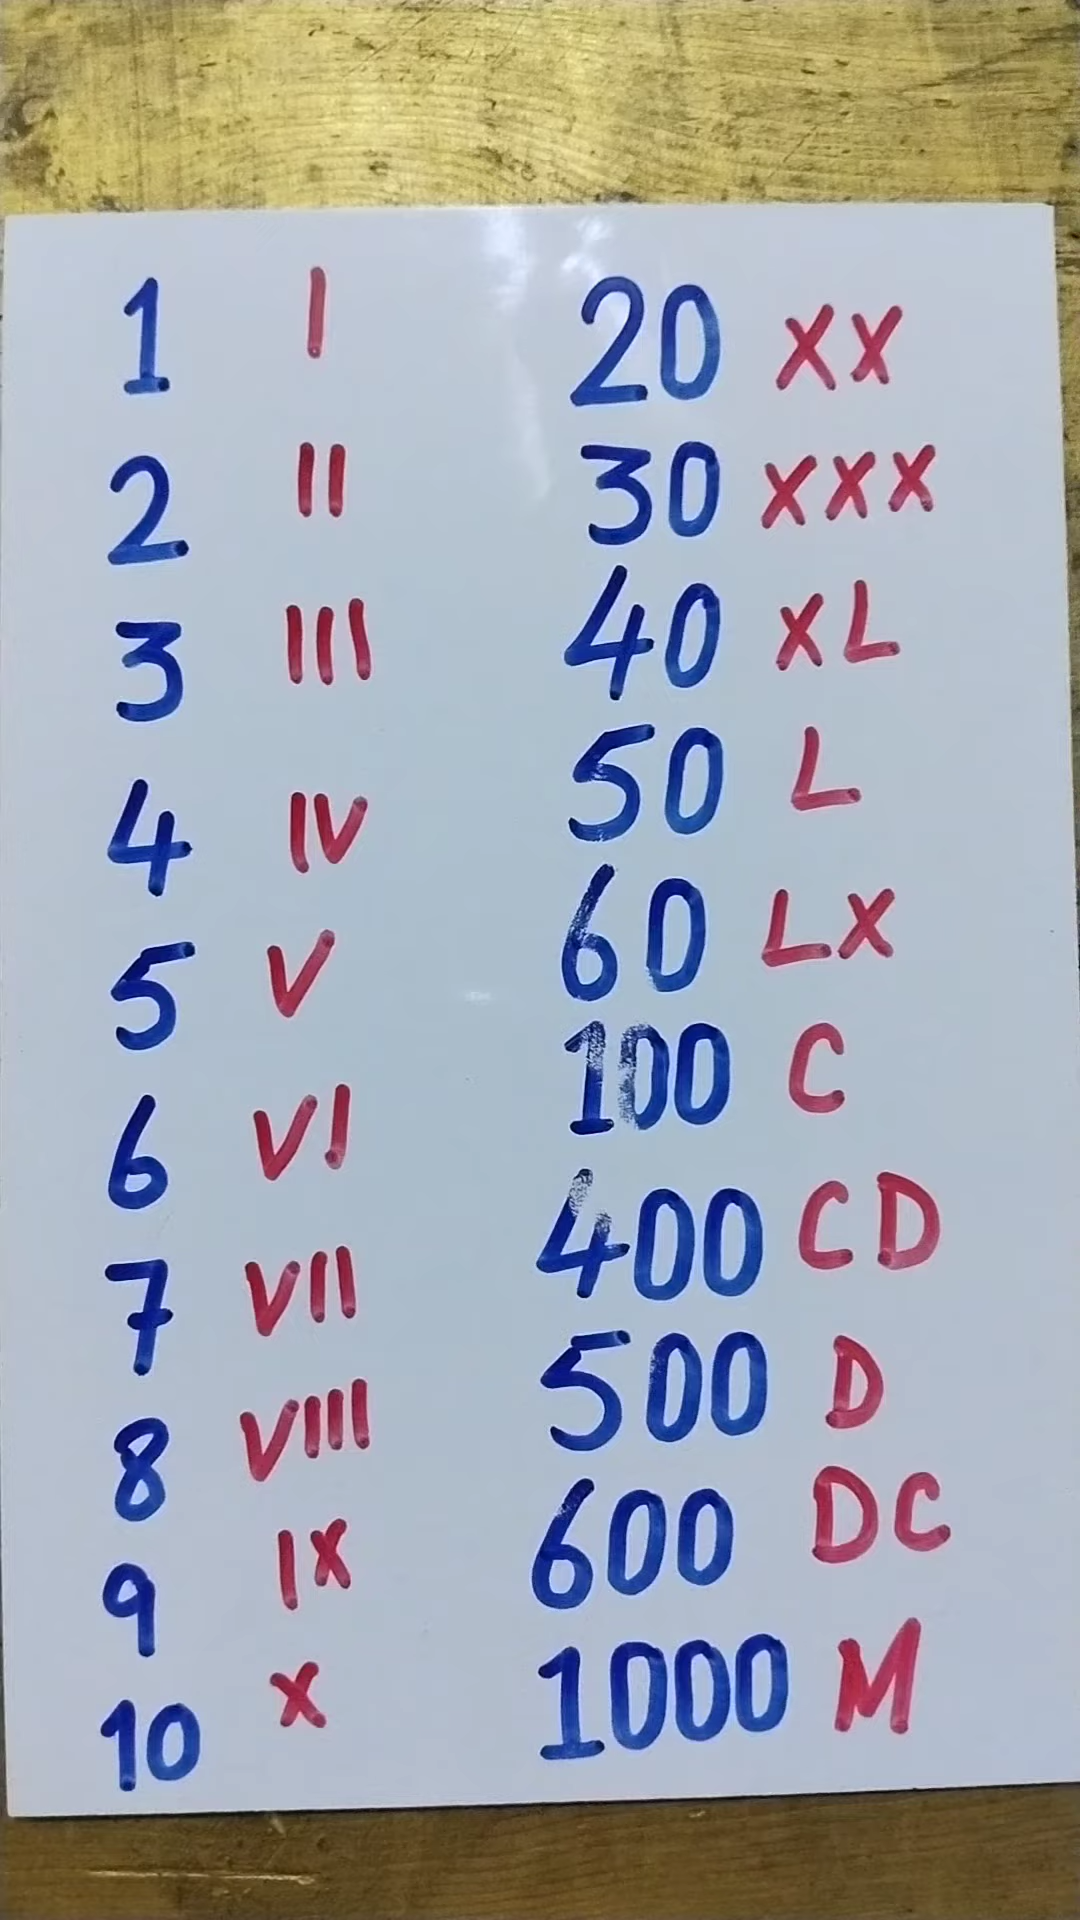 1 I 20 XX
2 II 30 XXX
3 III 40 XL
4 IV 50 L
5 V 60 LX
6 VI 100 C
7 VII 400 CD
8 VIII 500 D
9 IX 600 DC
10 X 1000 M